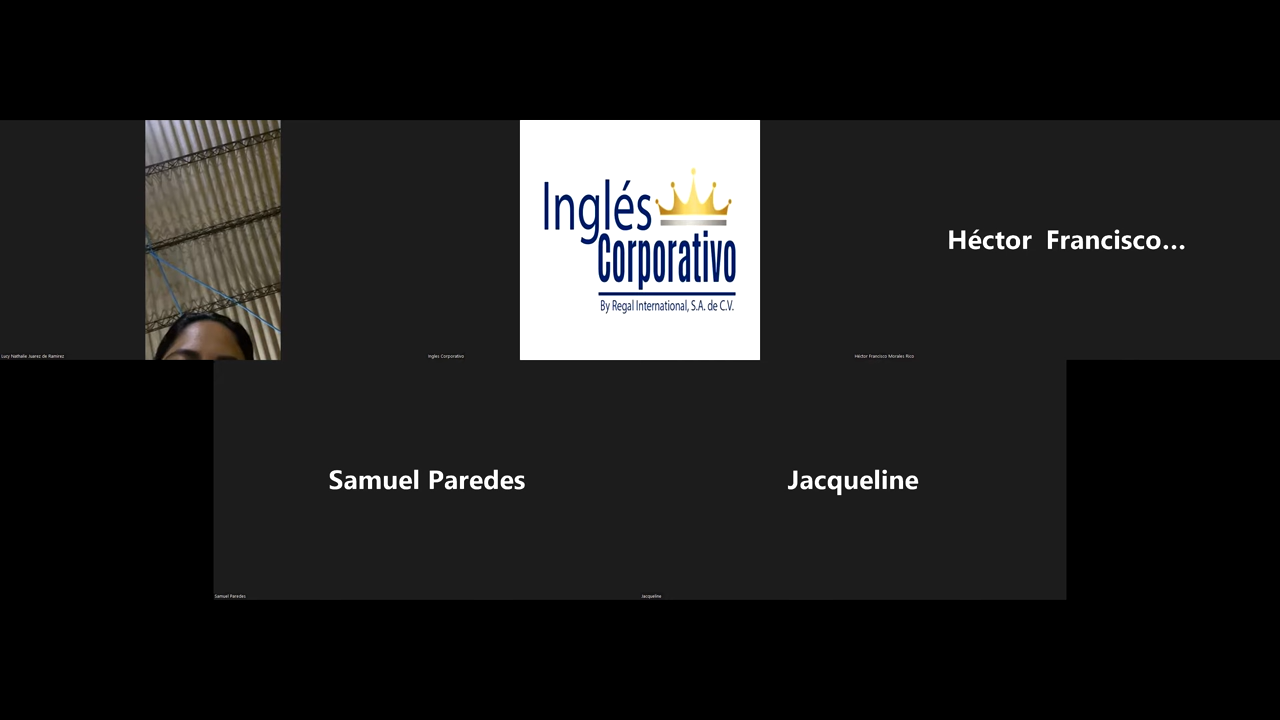 Inglés
Corporativo
By Regal International, S.A. de C.V.
Héctor Francisco...
Lucy Nathalie Juarez de Ramirez
Ingles Corporativo
Héctor Francisco Morales Rico
Samuel Paredes
Jacqueline
Samuel Paredes
Jacqueline